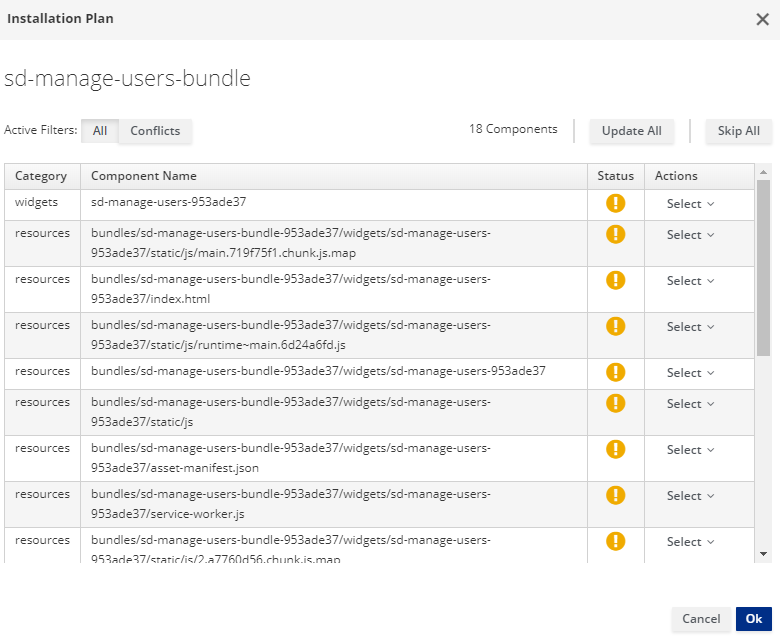 Installation Plan
sd-manage-users-bundle
Active Filters: All Conflicts 18 Components Update All Skip All
Category Component Name Status Actions
widgets sd-manage-users-953ade37 Select
resources bundles/sd-manage-users-bundle-953ade37/widgets/sd-manage-users- Select
953ade37/static/js/main.719f75f1.chunk.js.map
resources bundles/sd-manage-users-bundle-953ade37/widgets/sd-manage-users- Select
953ade37/index.html
resources bundles/sd-manage-users-bundle-953ade37/widgets/sd-manage-users- Select
953ade37/static/js/runtime~main.6d24a6fd.js
resources bundles/sd-manage-users-bundle-953ade37/widgets/sd-manage-users-953ade37 Select
resources bundles/sd-manage-users-bundle-953ade37/widgets/sd-manage-users- Select
953ade37/static/js
resources bundles/sd-manage-users-bundle-953ade37/widgets/sd-manage-users- Select
953ade37/asset-manifest.json
resources bundles/sd-manage-users-bundle-953ade37/widgets/sd-manage-users- Select
953ade37/service-worker.js
resources bundles/sd-manage-users-bundle-953ade37/widgets/sd-manage-users- Select
953ade37/static/js/2.a7760d56.chunk.js.map
Cancel Ok